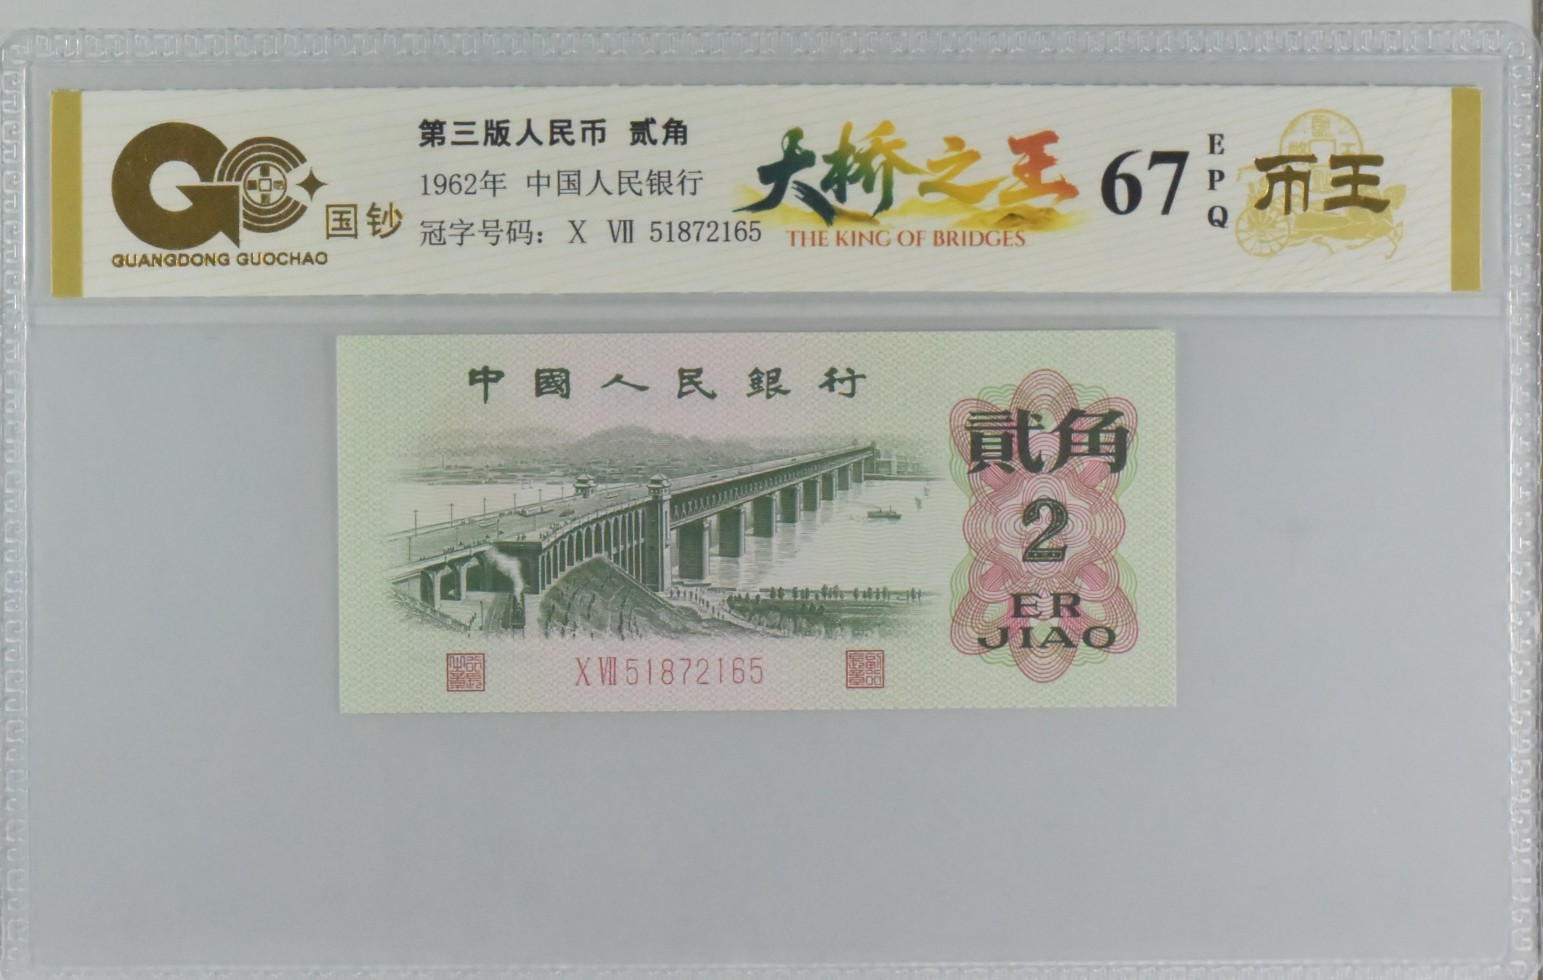 GC 国钞
GUANGDONG GUOCHAO
第三版人民币 贰角
1962年 中国人民银行
冠字号码: X Ⅶ 51872165
大桥之王
THE KING OF BRIDGES
67
EPQ
币王
中國人民銀行
貳角
2
ER
JIAO
X Ⅶ 51872165